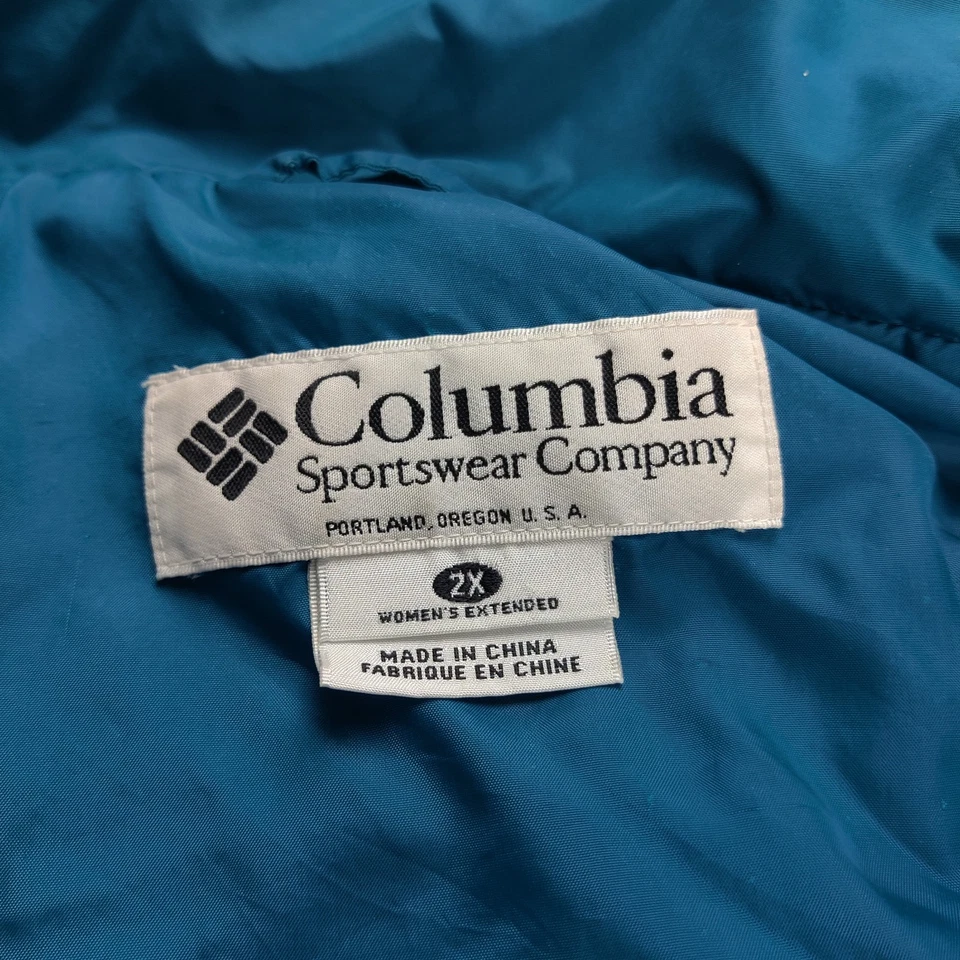 Columbia
Sportswear Company
PORTLAND, OREGON U. S. A.
2X
WOMEN'S EXTENDED
MADE IN CHINA
FABRIQUE EN CHINE